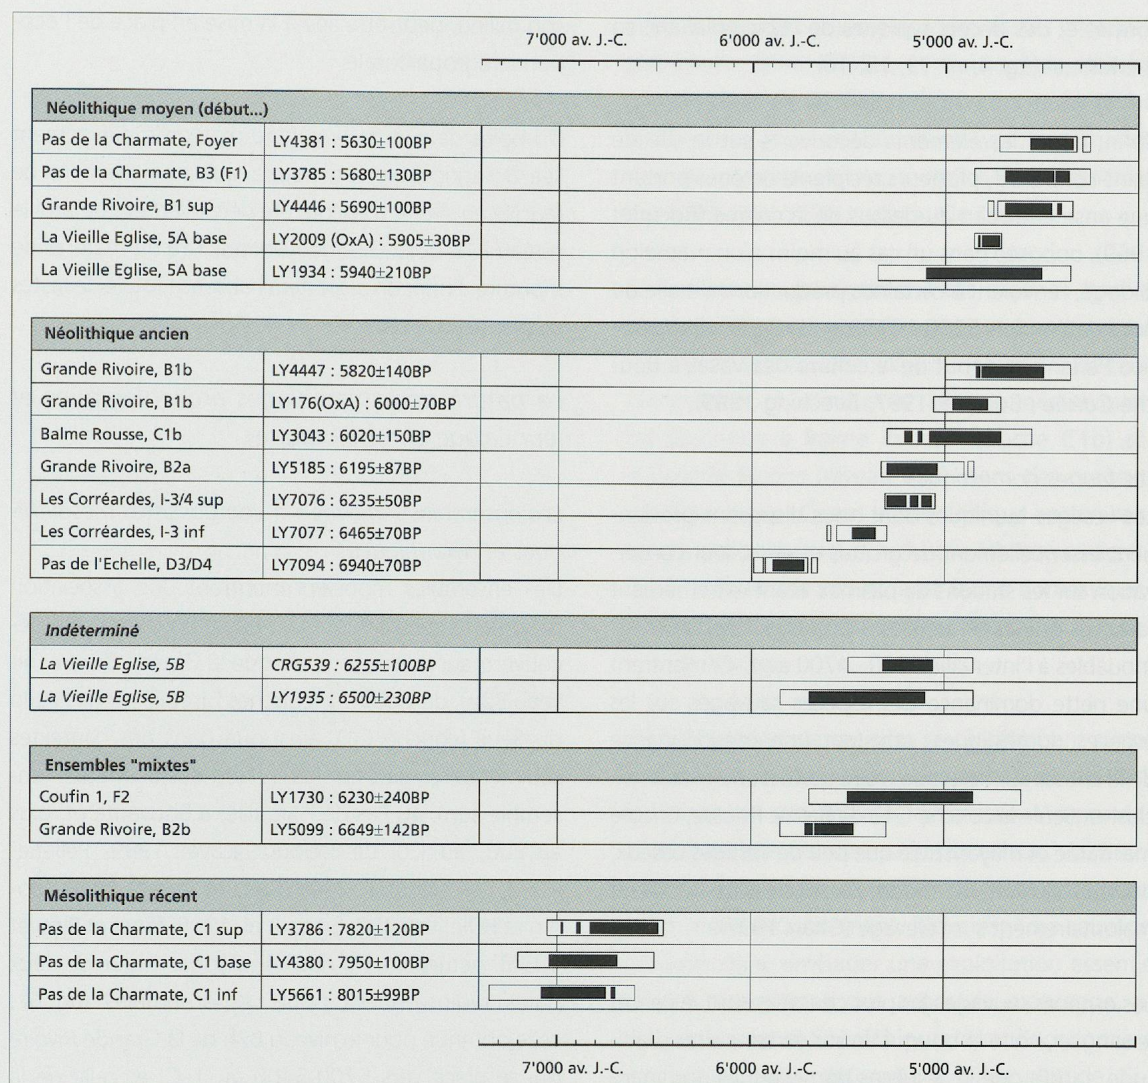 7'000 av. J.-C. 6'000 av. J.-C. 5'000 av. J.-C.
Néolithique moyen (début...)
Pas de la Charmate, Foyer LY4381 : 5630±100BP
Pas de la Charmate, B3 (F1) LY3785 : 5680±130BP
Grande Rivoire, B1 sup LY4446 : 5690±100BP
La Vieille Eglise, 5A base LY2009 (OxA) : 5905±30BP
La Vieille Eglise, 5A base LY1934 : 5940±210BP
Néolithique ancien
Grande Rivoire, B1b LY4447 : 5820±140BP
Grande Rivoire, B1b LY176(OxA) : 6000±70BP
Balme Rousse, C1b LY3043 : 6020±150BP
Grande Rivoire, B2a LY5185 : 6195±87BP
Les Corréardes, I-3/4 sup LY7076 : 6235±50BP
Les Corréardes, I-3 inf LY7077 : 6465±70BP
Pas de l'Echelle, D3/D4 LY7094 : 6940±70BP
Indéterminé
La Vieille Eglise, 5B CRG539 : 6255±100BP
La Vieille Eglise, 5B LY1935 : 6500±230BP
Ensembles "mixtes"
Coufin 1, F2 LY1730 : 6230±240BP
Grande Rivoire, B2b LY5099 : 6649±142BP
Mésolithique récent
Pas de la Charmate, C1 sup LY3786 : 7820±120BP
Pas de la Charmate, C1 base LY4380 : 7950±100BP
Pas de la Charmate, C1 inf LY5661 : 8015±99BP
7'000 av. J.-C. 6'000 av. J.-C. 5'000 av. J.-C.